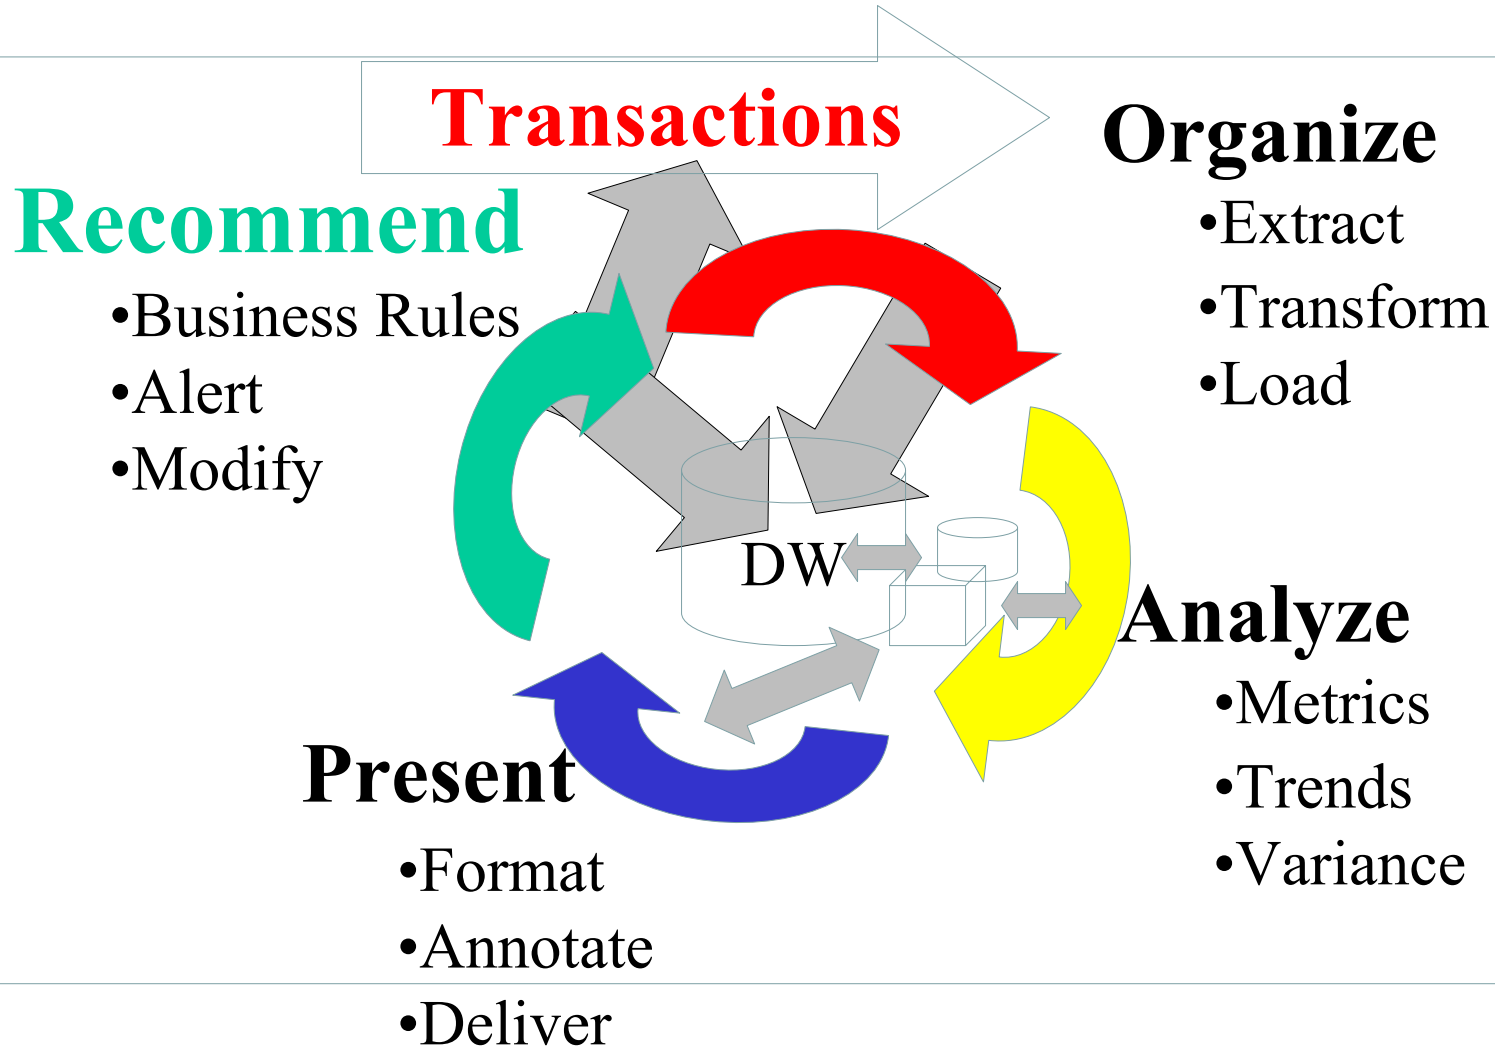 Transactions
Organize
•Extract
•Transform
•Load
Recommend
•Business Rules
•Alert
•Modify
DW
Analyze
•Metrics
•Trends
•Variance
Present
•Format
•Annotate
•Deliver